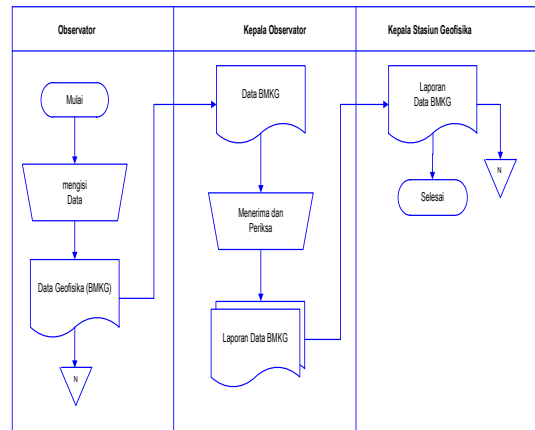 Observator
Kepala Observator
Kepala Stasiun Geofisika
Mulai
mengisi
Data
Data Geofisika (BMKG)
N
Data BMKG
Menerima dan
Periksa
Laporan Data BMKG
Laporan
Data BMKG
N
Selesai